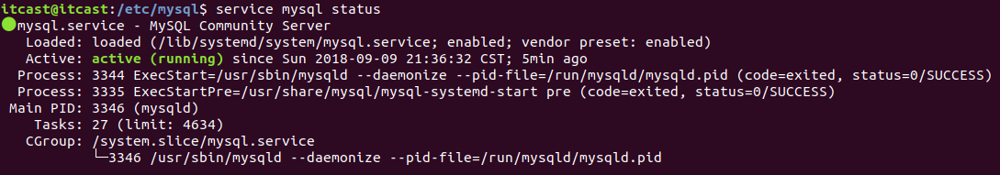 itcast@itcast:/etc/mysql$ service mysql status
●mysql.service - MySQL Community Server
   Loaded: loaded (/lib/systemd/system/mysql.service; enabled; vendor preset: enabled)
   Active: active (running) since Sun 2018-09-09 21:36:32 CST; 5min ago
  Process: 3344 ExecStart=/usr/sbin/mysqld --daemonize --pid-file=/run/mysqld/mysqld.pid (code=exited, status=0/SUCCESS)
  Process: 3335 ExecStartPre=/usr/share/mysql/mysql-systemd-start pre (code=exited, status=0/SUCCESS)
 Main PID: 3346 (mysqld)
    Tasks: 27 (limit: 4634)
   CGroup: /system.slice/mysql.service
           └─3346 /usr/sbin/mysqld --daemonize --pid-file=/run/mysqld/mysqld.pid